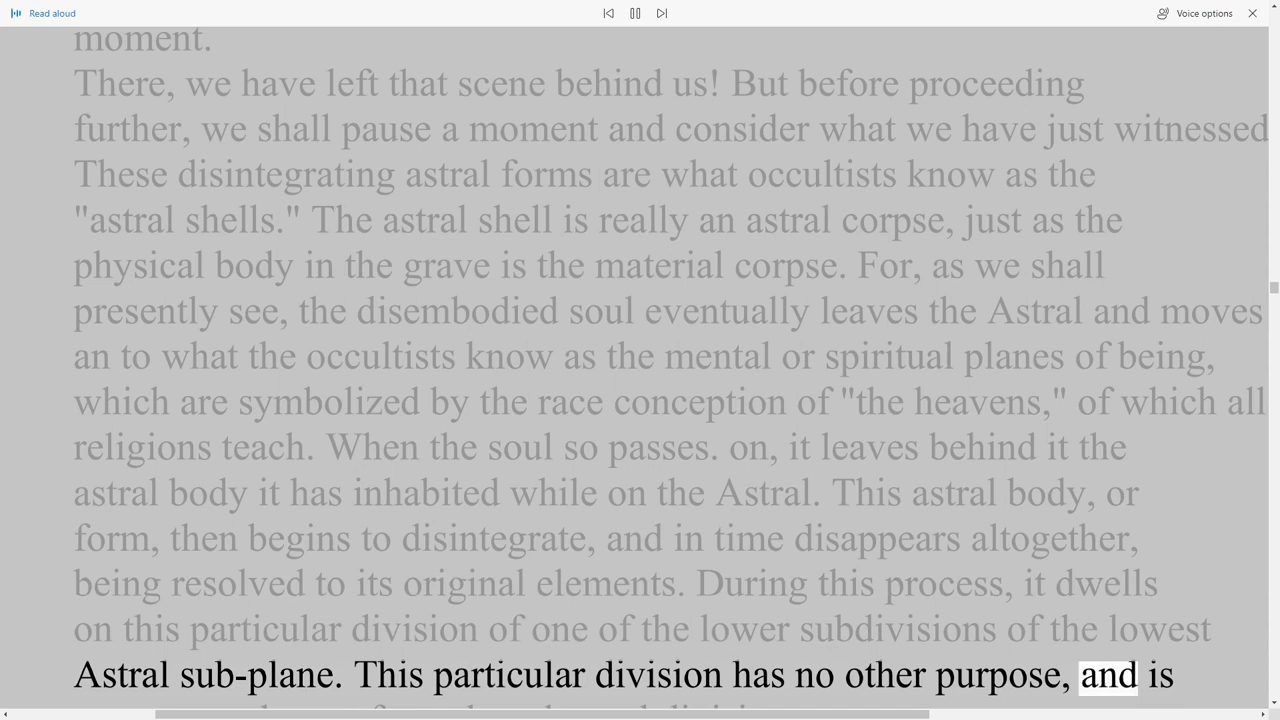 Read aloud
Voice options
moment.
There, we have left that scene behind us! But before proceeding
further, we shall pause a moment and consider what we have just witnessed
These disintegrating astral forms are what occultists know as the
"astral shells." The astral shell is really an astral corpse, just as the
physical body in the grave is the material corpse. For, as we shall
presently see, the disembodied soul eventually leaves the Astral and moves
an to what the occultists know as the mental or spiritual planes of being,
which are symbolized by the race conception of "the heavens," of which all
religions teach. When the soul so passes. on, it leaves behind it the
astral body it has inhabited while on the Astral. This astral body, or
form, then begins to disintegrate, and in time disappears altogether,
being resolved to its original elements. During this process, it dwells
on this particular division of one of the lower subdivisions of the lowest
Astral sub-plane. This particular division has no other purpose, and is